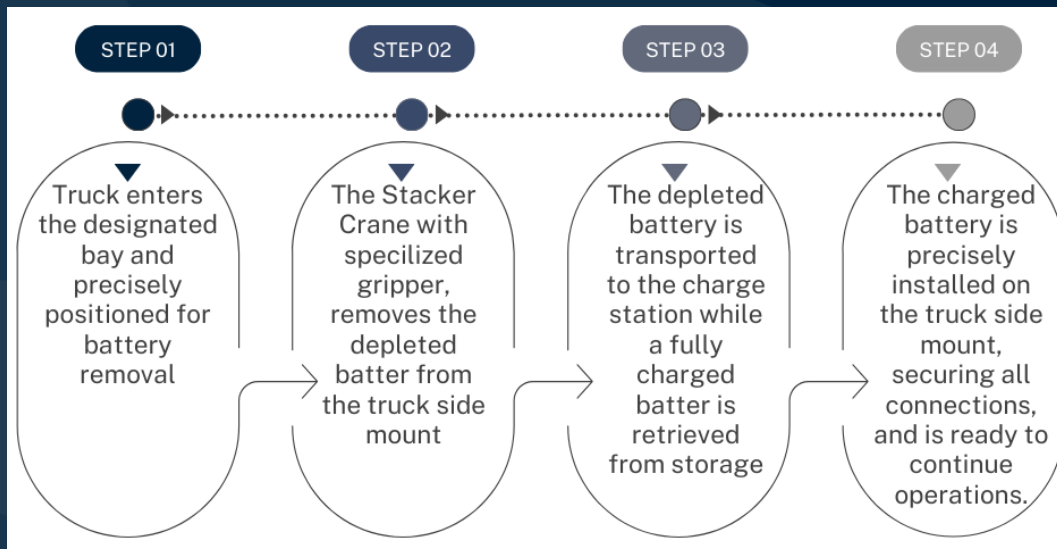 STEP 01
Truck enters
the designated
bay and
precisely
positioned for
battery
removal
STEP 02
The Stacker
Crane with
specilized
gripper,
removes the
depleted
batter from
the truck side
mount
STEP 03
The depleted
battery is
transported
to the charge
station while
a fully
charged
batter is
retrieved
from storage
STEP 04
The charged
battery is
precisely
installed on
the truck side
mount,
securing all
connections,
and is ready to
continue
operations.